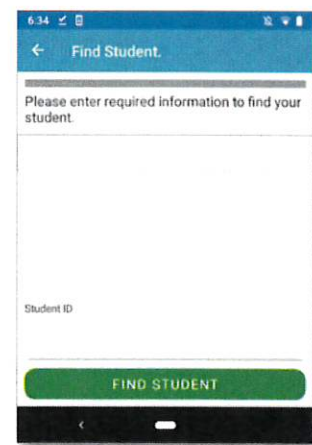 6:34
Find Student.
Please enter required information to find your
student.
Student ID
FIND STUDENT